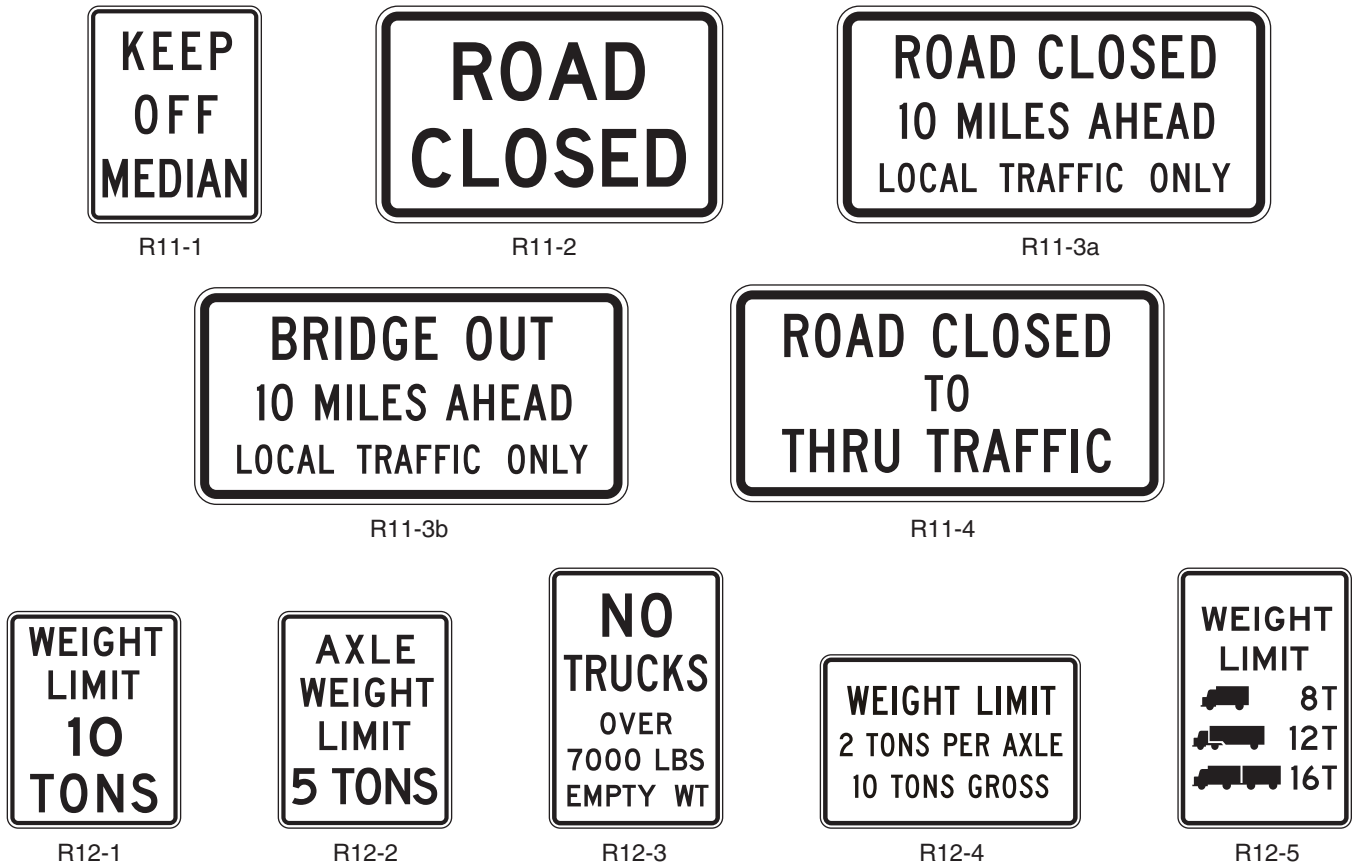 KEEP
OFF
MEDIAN
R11-1
ROAD
CLOSED
R11-2
ROAD CLOSED
10 MILES AHEAD
LOCAL TRAFFIC ONLY
R11-3a
BRIDGE OUT
10 MILES AHEAD
LOCAL TRAFFIC ONLY
R11-3b
ROAD CLOSED
TO
THRU TRAFFIC
R11-4
WEIGHT
LIMIT
10
TONS
R12-1
AXLE
WEIGHT
LIMIT
5 TONS
R12-2
NO
TRUCKS
OVER
7000 LBS
EMPTY WT
R12-3
WEIGHT LIMIT
2 TONS PER AXLE
10 TONS GROSS
R12-4
WEIGHT
LIMIT
8T
12T
16T
R12-5